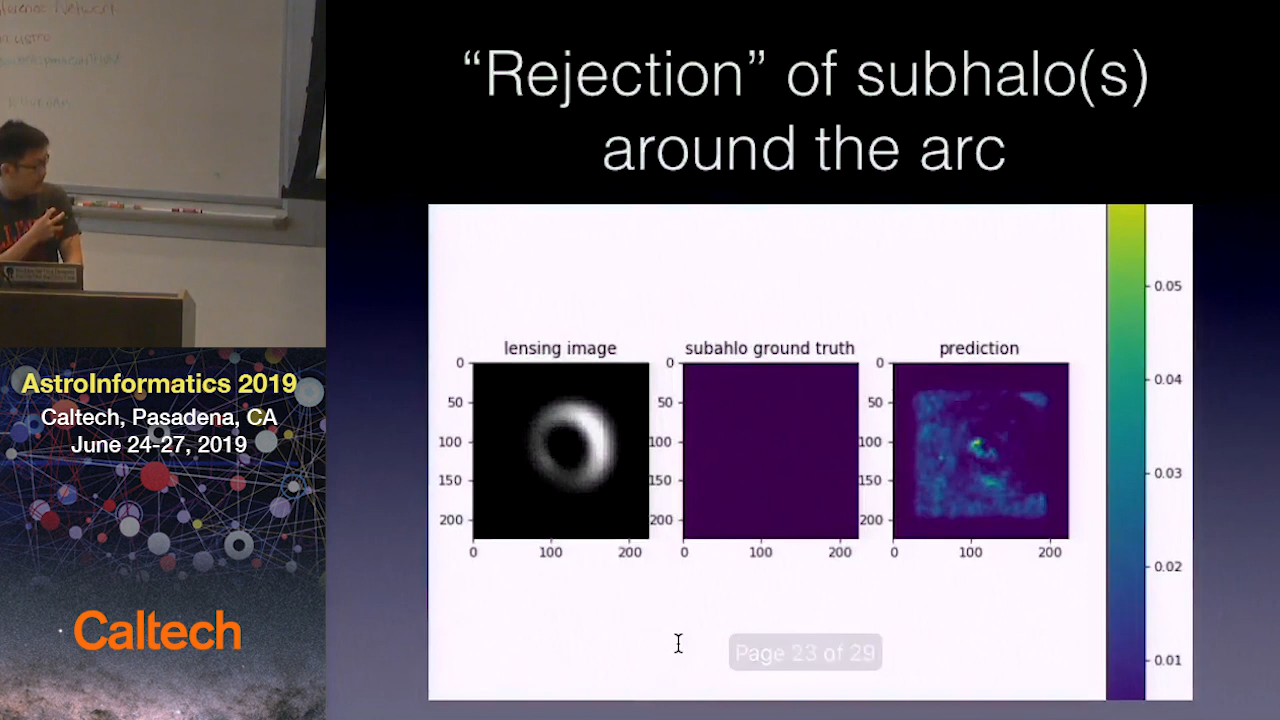 “Rejection” of subhalo(s)
around the arc
lensing image
subahlo ground truth
prediction
0
50
100
150
200
0
100
200
0
50
100
150
200
0
100
200
0
50
100
150
200
0
100
200
0.05
0.04
0.03
0.02
0.01
Page 23 of 29
AstroInformatics 2019
Caltech, Pasadena, CA
June 24-27, 2019
Caltech